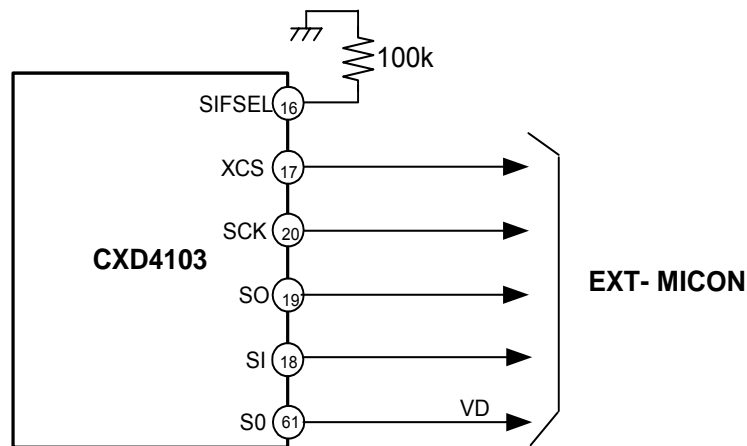 100k
SIFSEL 16
XCS 17
SCK 20
CXD4103
EXT- MICON
SO 19
SI 18
S0 61 VD